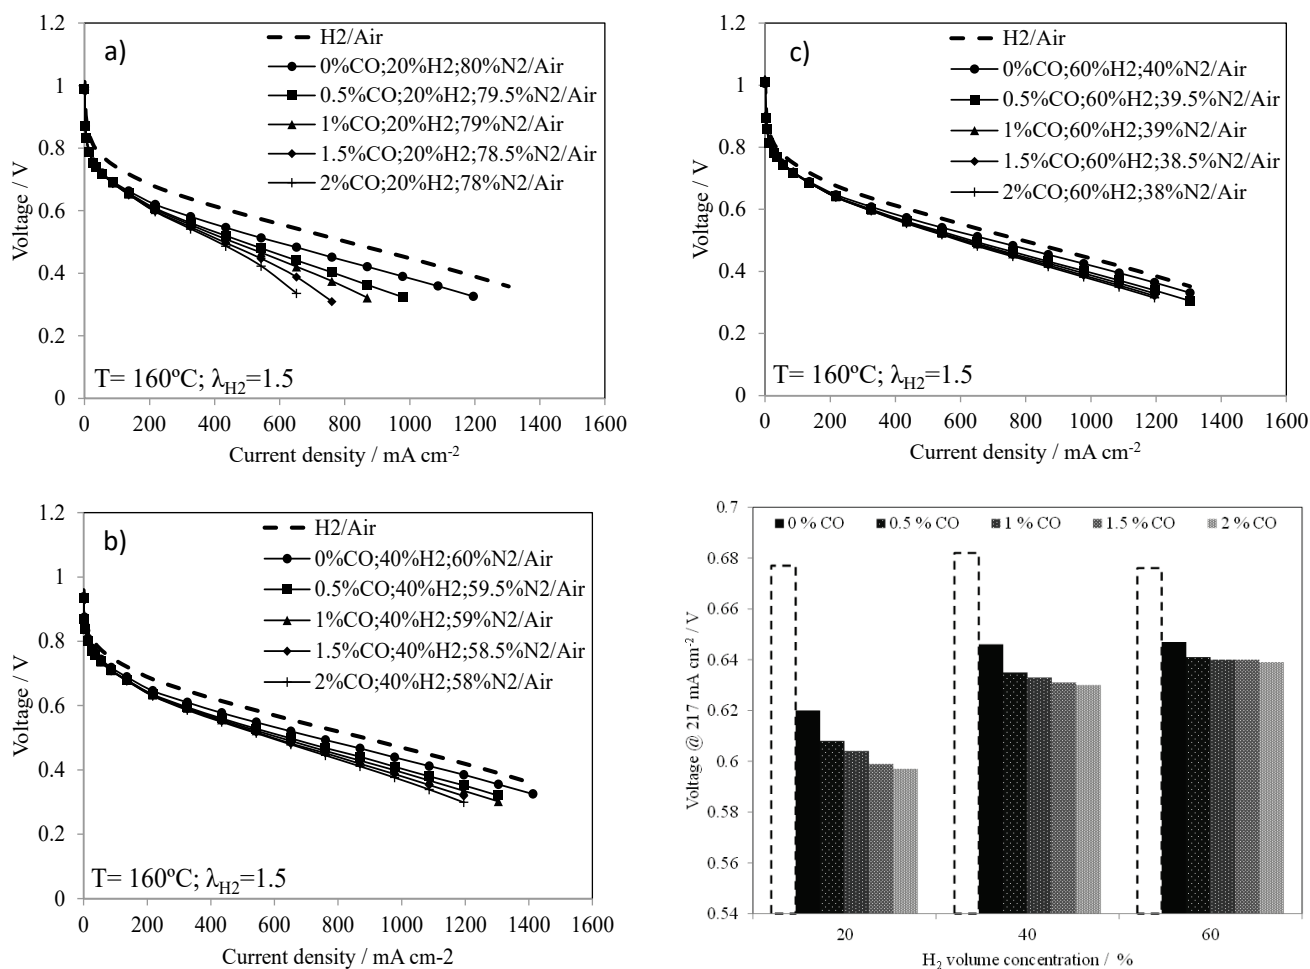 a)
1.2
1
0.8
0.6
0.4
0.2
0
Voltage / V
H2/Air
0%CO;20%H2;80%N2/Air
0.5%CO;20%H2;79.5%N2/Air
1%CO;20%H2;79%N2/Air
1.5%CO;20%H2;78.5%N2/Air
2%CO;20%H2;78%N2/Air
T= 160ºC; λH2=1.5
0 200 400 600 800 1000 1200 1400 1600
Current density / mA cm-2
c)
1.2
1
0.8
0.6
0.4
0.2
0
Voltage / V
H2/Air
0%CO;60%H2;40%N2/Air
0.5%CO;60%H2;39.5%N2/Air
1%CO;60%H2;39%N2/Air
1.5%CO;60%H2;38.5%N2/Air
2%CO;60%H2;38%N2/Air
T= 160ºC; λH2=1.5
0 200 400 600 800 1000 1200 1400 1600
Current density / mA cm-2
b)
1.2
1
0.8
0.6
0.4
0.2
0
Voltage / V
H2/Air
0%CO;40%H2;60%N2/Air
0.5%CO;40%H2;59.5%N2/Air
1%CO;40%H2;59%N2/Air
1.5%CO;40%H2;58.5%N2/Air
2%CO;40%H2;58%N2/Air
T= 160ºC; λH2=1.5
0 200 400 600 800 1000 1200 1400 1600
Current density / mA cm-2
0.7
0.68
0.66
0.64
0.62
0.6
0.58
0.56
0.54
Voltage @ 217 mA cm-2 / V
0 % CO 0.5 % CO 1 % CO 1.5 % CO 2 % CO
20 40 60
H2 volume concentration / %